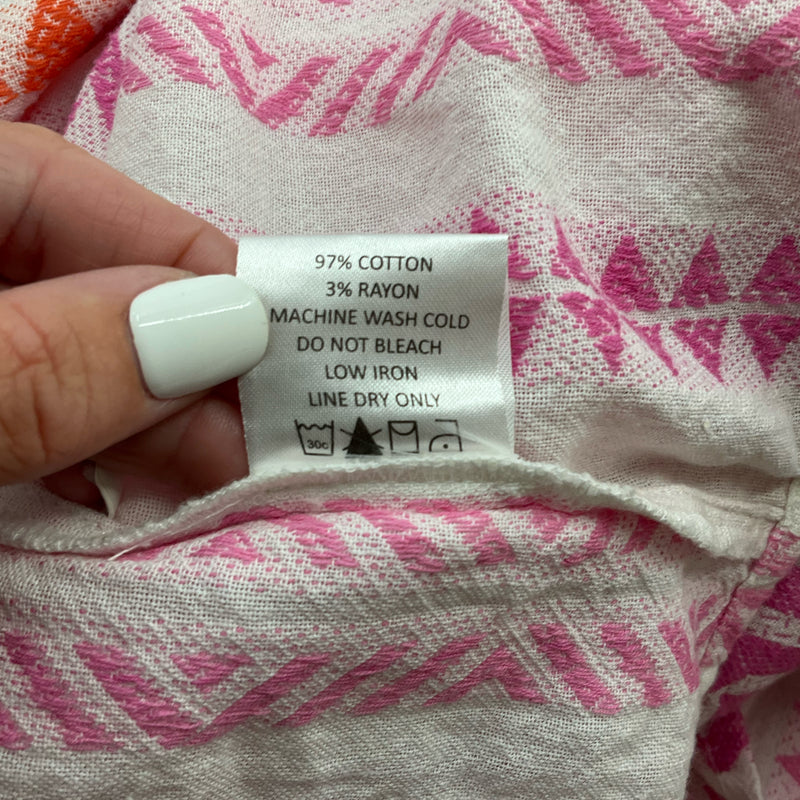 97% COTTON
3% RAYON
MACHINE WASH COLD
DO NOT BLEACH
LOW IRON
LINE DRY ONLY
30c